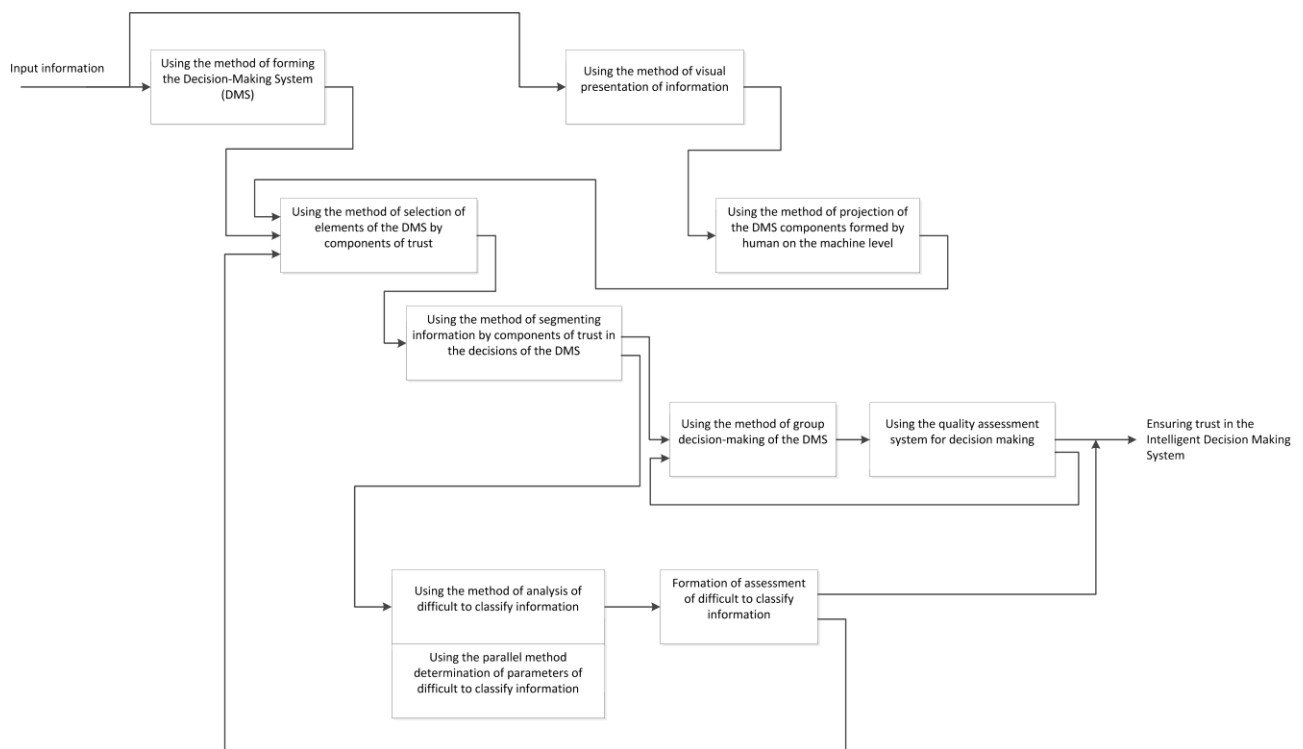 Input information
Using the method of forming
the Decision-Making System
(DMS)
Using the method of visual
presentation of information
Using the method of selection of
elements of the DMS by
components of trust
Using the method of projection of
the DMS components formed by
human on the machine level
Using the method of segmenting
information by components of trust in
the decisions of the DMS
Using the method of group
decision-making of the DMS
Using the quality assessment
system for decision making
Ensuring trust in the
Intelligent Decision Making
System
Using the method of analysis of
difficult to classify information
Formation of assessment
of difficult to classify
information
Using the parallel method
determination of parameters of
difficult to classify information